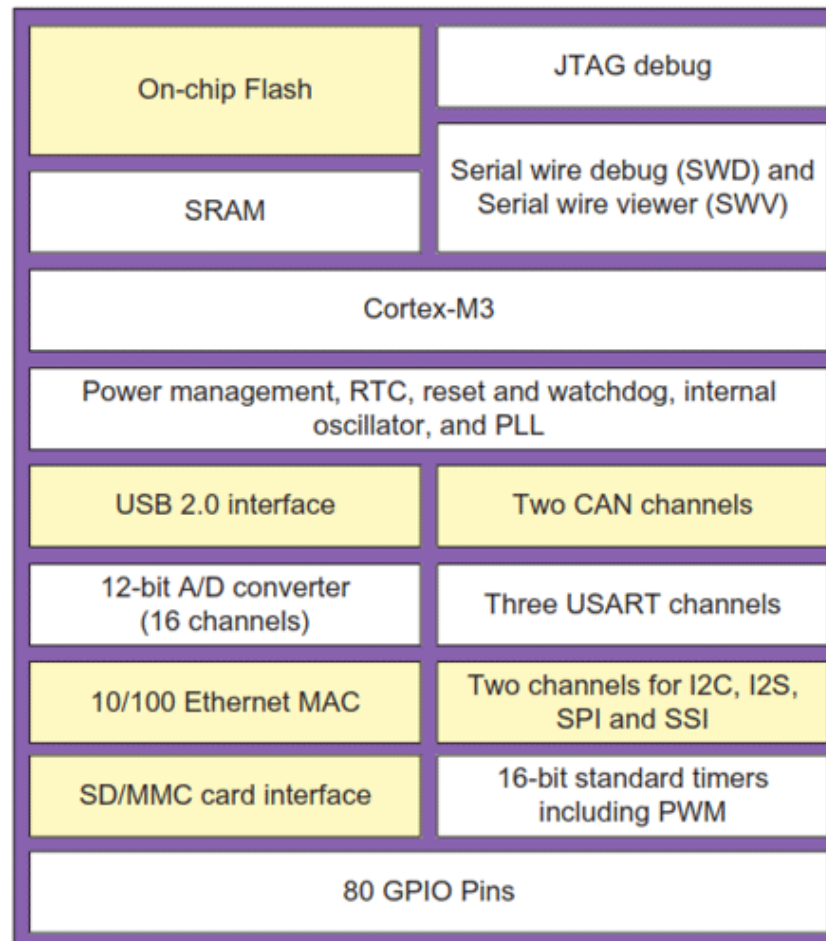 On-chip Flash
JTAG debug
SRAM
Serial wire debug (SWD) and
Serial wire viewer (SWV)
Cortex-M3
Power management, RTC, reset and watchdog, internal
oscillator, and PLL
USB 2.0 interface
Two CAN channels
12-bit A/D converter
(16 channels)
Three USART channels
10/100 Ethernet MAC
Two channels for I2C, I2S,
SPI and SSI
SD/MMC card interface
16-bit standard timers
including PWM
80 GPIO Pins